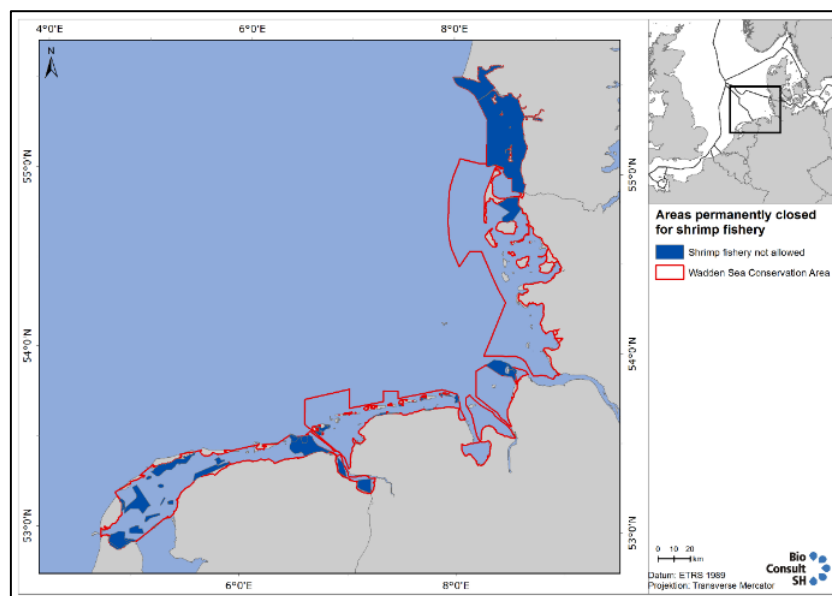 4°0'E 6°0'E 8°0'E
N
55°0'N 55°0'N
54°0'N 54°0'N
53°0'N 53°0'N
6°0'E 8°0'E
Areas permanently closed
for shrimp fishery
Shrimp fishery not allowed
Wadden Sea Conservation Area
0 10 20
km
Datum: ETRS 1989
Projektion: Transverse Mercator
Bio
Consult
SH